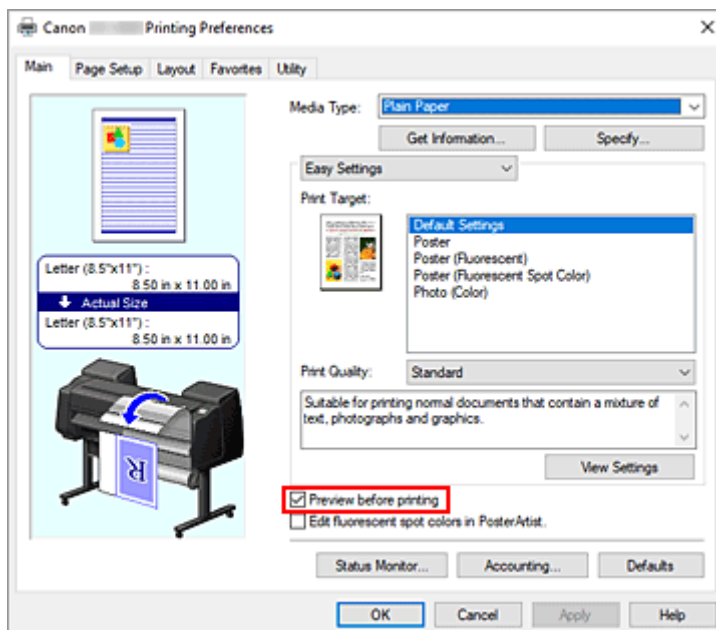 Canon Printing Preferences
Main Page Setup Layout Favorites Utility
Media Type: Plain Paper
Get Information... Specify...
Easy Settings
Print Target:
Default Settings
Poster
Poster (Fluorescent)
Poster (Fluorescent Spot Color)
Photo (Color)
Letter (8.5"x11") :
8.50 in x 11.00 in
Actual Size
Letter (8.5"x11") :
8.50 in x 11.00 in
R
Print Quality: Standard
Suitable for printing normal documents that contain a mixture of
text, photographs and graphics.
View Settings
Preview before printing
Edit fluorescent spot colors in PosterArtist.
Status Monitor... Accounting... Defaults
OK Cancel Apply Help